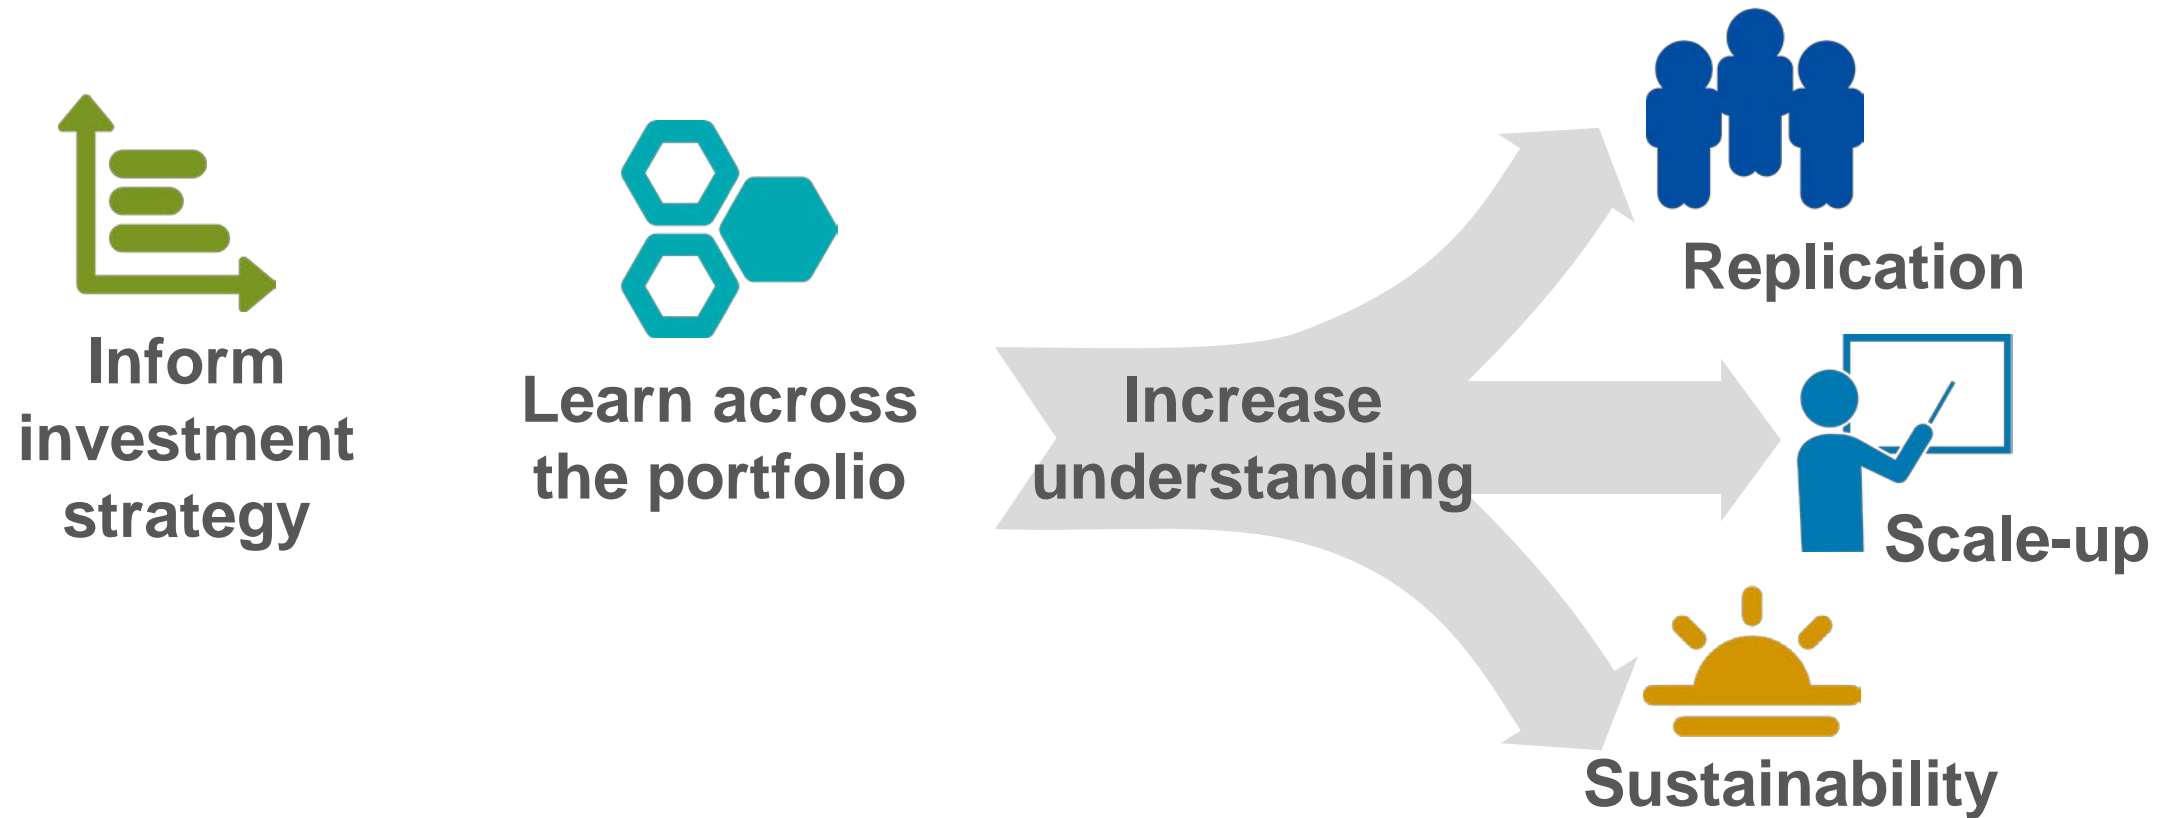 Inform
investment
strategy
Learn across
the portfolio
Increase
understanding
Replication
Scale-up
Sustainability